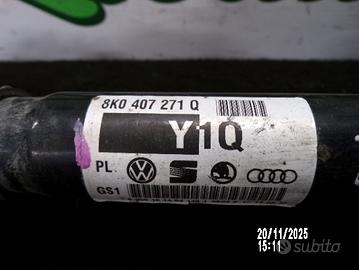 8K0 407 271 Q
Y1Q
PL
GS1
20/11/2025
15:11
subito